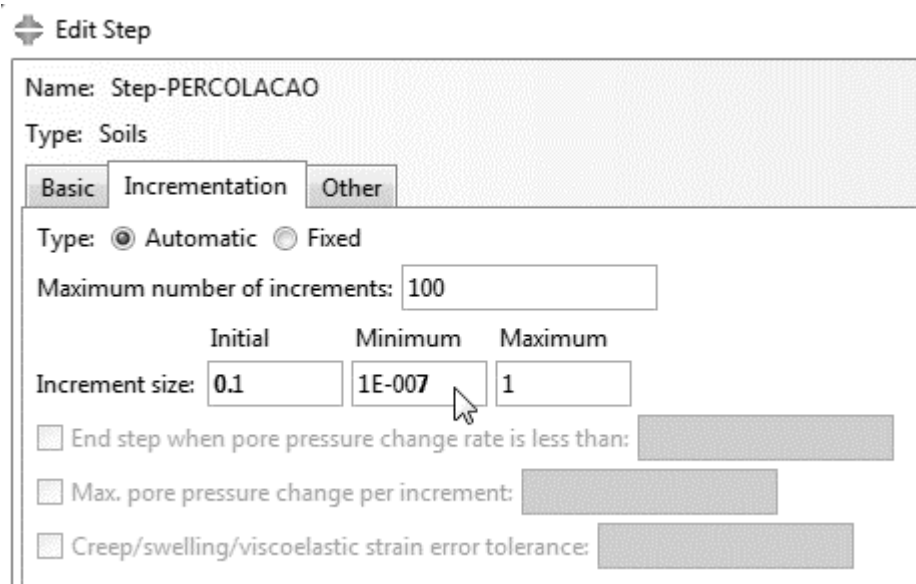 Edit Step
Name: Step-PERCOLACAO
Type: Soils
Basic Incrementation Other
Type: Automatic Fixed
Maximum number of increments: 100
Initial Minimum Maximum
Increment size: 0.1 1E-007 1
End step when pore pressure change rate is less than:
Max. pore pressure change per increment:
Creep/swelling/viscoelastic strain error tolerance: